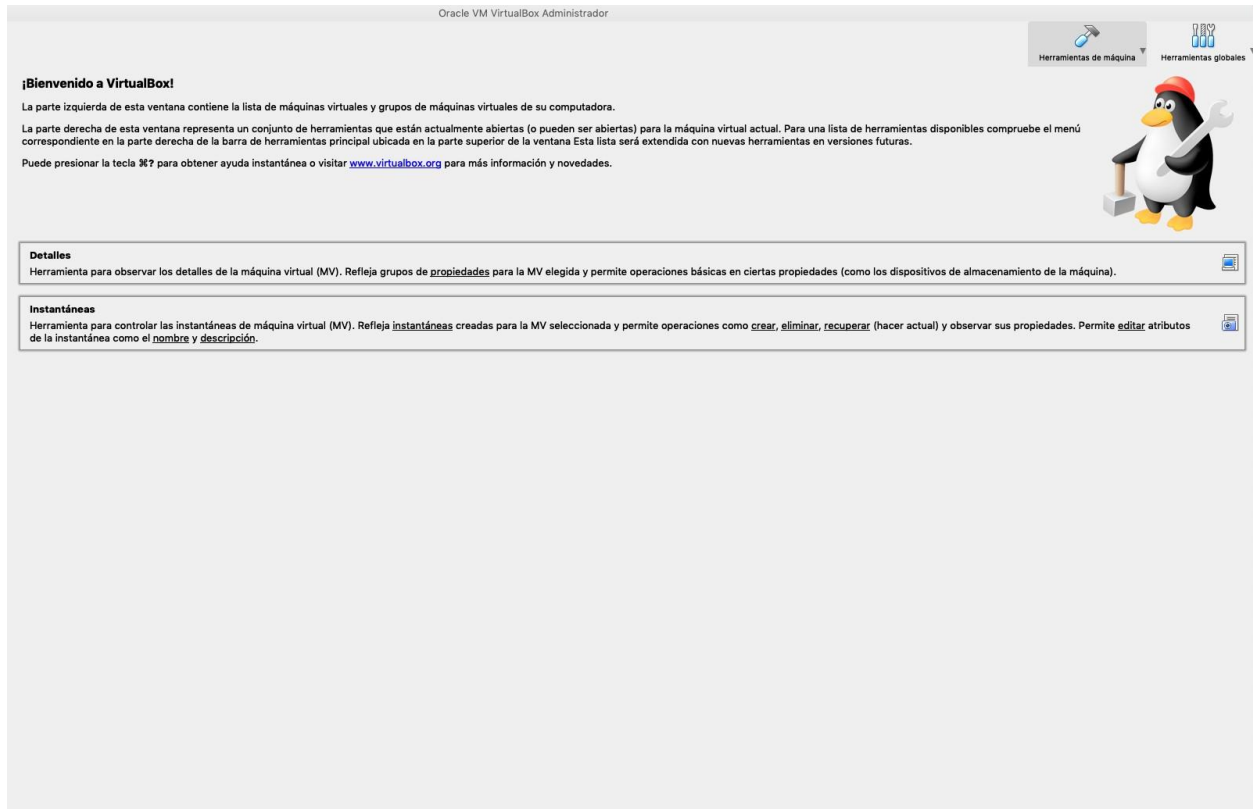 Oracle VM VirtualBox Administrador
Herramientas de máquina
Herramientas globales
¡Bienvenido a VirtualBox!
La parte izquierda de esta ventana contiene la lista de máquinas virtuales y grupos de máquinas virtuales de su computadora.
La parte derecha de esta ventana representa un conjunto de herramientas que están actualmente abiertas (o pueden ser abiertas) para la máquina virtual actual. Para una lista de herramientas disponibles compruebe el menú
correspondiente en la parte derecha de la barra de herramientas principal ubicada en la parte superior de la ventana Esta lista será extendida con nuevas herramientas en versiones futuras.
Puede presionar la tecla ⌘? para obtener ayuda instantánea o visitar www.virtualbox.org para más información y novedades.
Detalles
Herramienta para observar los detalles de la máquina virtual (MV). Refleja grupos de propiedades para la MV elegida y permite operaciones básicas en ciertas propiedades (como los dispositivos de almacenamiento de la máquina).
Instantáneas
Herramienta para controlar las instantáneas de máquina virtual (MV). Refleja instantáneas creadas para la MV seleccionada y permite operaciones como crear, eliminar, recuperar (hacer actual) y observar sus propiedades. Permite editar atributos
de la instantánea como el nombre y descripción.